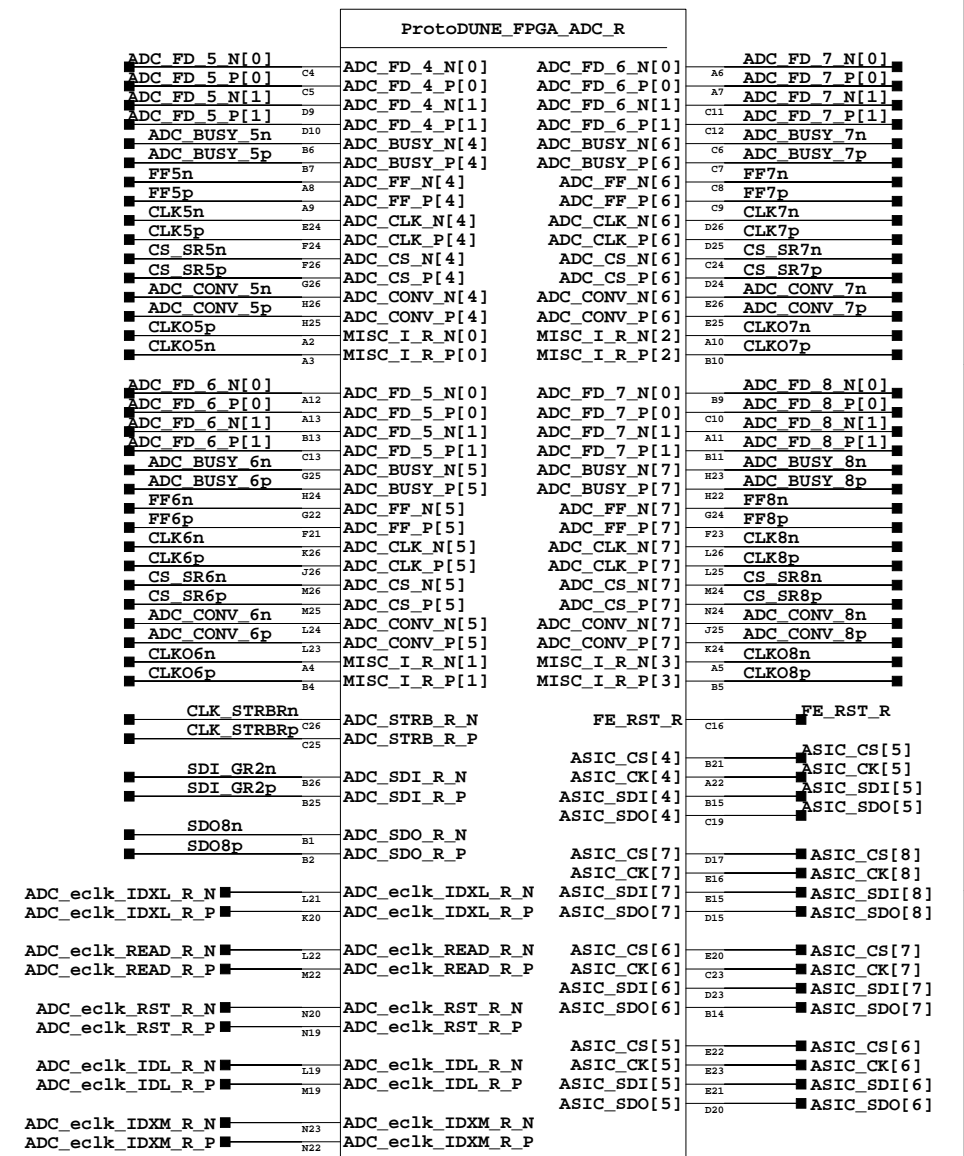 ProtoDUNE_FPGA_ADC_R
ADC_FD_5_N[0] C4 ADC_FD_4_N[0] ADC_FD_6_N[0] A6 ADC_FD_7_N[0]
ADC_FD_5_P[0] C5 ADC_FD_4_P[0] ADC_FD_6_P[0] A7 ADC_FD_7_P[0]
ADC_FD_5_N[1] D9 ADC_FD_4_N[1] ADC_FD_6_N[1] C11 ADC_FD_7_N[1]
ADC_FD_5_P[1] D10 ADC_FD_4_P[1] ADC_FD_6_P[1] C12 ADC_FD_7_P[1]
ADC_BUSY_5n B6 ADC_BUSY_N[4] ADC_BUSY_N[6] C6 ADC_BUSY_7n
ADC_BUSY_5p B7 ADC_BUSY_P[4] ADC_BUSY_P[6] C7 ADC_BUSY_7p
FF5n A8 ADC_FF_N[4] ADC_FF_N[6] C8 FF7n
FF5p A9 ADC_FF_P[4] ADC_FF_P[6] C9 FF7p
CLK5n E24 ADC_CLK_N[4] ADC_CLK_N[6] D26 CLK7n
CLK5p F24 ADC_CLK_P[4] ADC_CLK_P[6] D25 CLK7p
CS_SR5n F26 ADC_CS_N[4] ADC_CS_N[6] C24 CS_SR7n
CS_SR5p G26 ADC_CS_P[4] ADC_CS_P[6] D24 CS_SR7p
ADC_CONV_5n H26 ADC_CONV_N[4] ADC_CONV_N[6] E26 ADC_CONV_7n
ADC_CONV_5p H25 ADC_CONV_P[4] ADC_CONV_P[6] E25 ADC_CONV_7p
CLKO5p A2 MISC_I_R_N[0] MISC_I_R_N[2] A10 CLKO7n
CLKO5n A3 MISC_I_R_P[0] MISC_I_R_P[2] B10 CLKO7p
ADC_FD_6_N[0] A12 ADC_FD_5_N[0] ADC_FD_7_N[0] B9 ADC_FD_8_N[0]
ADC_FD_6_P[0] A13 ADC_FD_5_P[0] ADC_FD_7_P[0] C10 ADC_FD_8_P[0]
ADC_FD_6_N[1] B13 ADC_FD_5_N[1] ADC_FD_7_N[1] A11 ADC_FD_8_N[1]
ADC_FD_6_P[1] C13 ADC_FD_5_P[1] ADC_FD_7_P[1] B11 ADC_FD_8_P[1]
ADC_BUSY_6n G25 ADC_BUSY_N[5] ADC_BUSY_N[7] H23 ADC_BUSY_8n
ADC_BUSY_6p H24 ADC_BUSY_P[5] ADC_BUSY_P[7] H22 ADC_BUSY_8p
FF6n G22 ADC_FF_N[5] ADC_FF_N[7] G24 FF8n
FF6p F21 ADC_FF_P[5] ADC_FF_P[7] F23 FF8p
CLK6n K26 ADC_CLK_N[5] ADC_CLK_N[7] L26 CLK8n
CLK6p J26 ADC_CLK_P[5] ADC_CLK_P[7] L25 CLK8p
CS_SR6n M26 ADC_CS_N[5] ADC_CS_N[7] M24 CS_SR8n
CS_SR6p M25 ADC_CS_P[5] ADC_CS_P[7] N24 CS_SR8p
ADC_CONV_6n L24 ADC_CONV_N[5] ADC_CONV_N[7] J25 ADC_CONV_8n
ADC_CONV_6p L23 ADC_CONV_P[5] ADC_CONV_P[7] K24 ADC_CONV_8p
CLKO6n A4 MISC_I_R_N[1] MISC_I_R_N[3] A5 CLKO8n
CLKO6p B4 MISC_I_R_P[1] MISC_I_R_P[3] B5 CLKO8p
CLK_STRBRn C26 ADC_STRB_R_N FE_RST_R C16 FE_RST_R
CLK_STRBRp C25 ADC_STRB_R_P
ASIC_CS[4] B21 ASIC_CS[5]
SDI_GR2n B26 ADC_SDI_R_N ASIC_CK[4] A22 ASIC_CK[5]
SDI_GR2p B25 ADC_SDI_R_P ASIC_SDI[4] B15 ASIC_SDI[5]
ASIC_SDO[4] C19 ASIC_SDO[5]
SDO8n B1 ADC_SDO_R_N
SDO8p B2 ADC_SDO_R_P ASIC_CS[7] D17 ASIC_CS[8]
ASIC_CK[7] E16 ASIC_CK[8]
ADC_eclk_IDXL_R_N L21 ADC_eclk_IDXL_R_N ASIC_SDI[7] E15 ASIC_SDI[8]
ADC_eclk_IDXL_R_P K20 ADC_eclk_IDXL_R_P ASIC_SDO[7] D15 ASIC_SDO[8]
ADC_eclk_READ_R_N L22 ADC_eclk_READ_R_N ASIC_CS[6] E20 ASIC_CS[7]
ADC_eclk_READ_R_P M22 ADC_eclk_READ_R_P ASIC_CK[6] C23 ASIC_CK[7]
ASIC_SDI[6] D23 ASIC_SDI[7]
ADC_eclk_RST_R_N N20 ADC_eclk_RST_R_N ASIC_SDO[6] B14 ASIC_SDO[7]
ADC_eclk_RST_R_P N19 ADC_eclk_RST_R_P
ASIC_CS[5] E22 ASIC_CS[6]
ADC_eclk_IDL_R_N L19 ADC_eclk_IDL_R_N ASIC_CK[5] E23 ASIC_CK[6]
ADC_eclk_IDL_R_P M19 ADC_eclk_IDL_R_P ASIC_SDI[5] E21 ASIC_SDI[6]
ASIC_SDO[5] D20 ASIC_SDO[6]
ADC_eclk_IDXM_R_N N23 ADC_eclk_IDXM_R_N
ADC_eclk_IDXM_R_P N22 ADC_eclk_IDXM_R_P